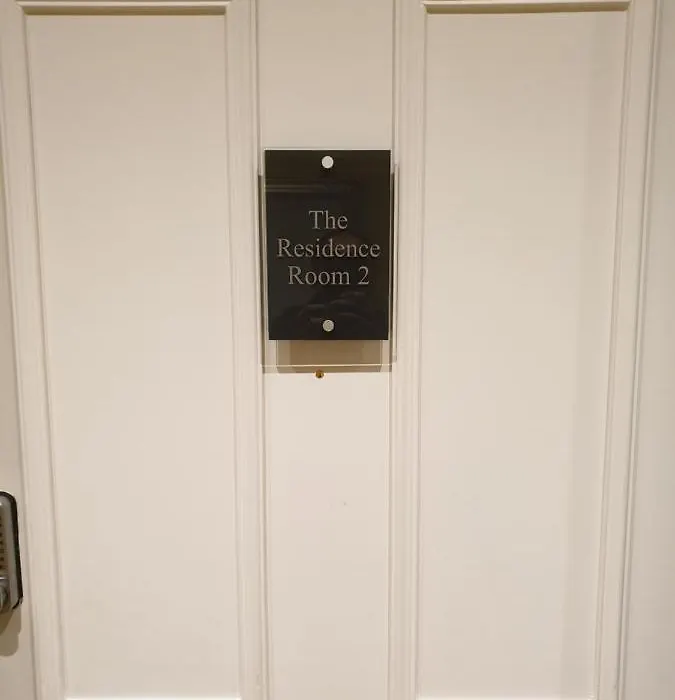 The
Residence
Room 2